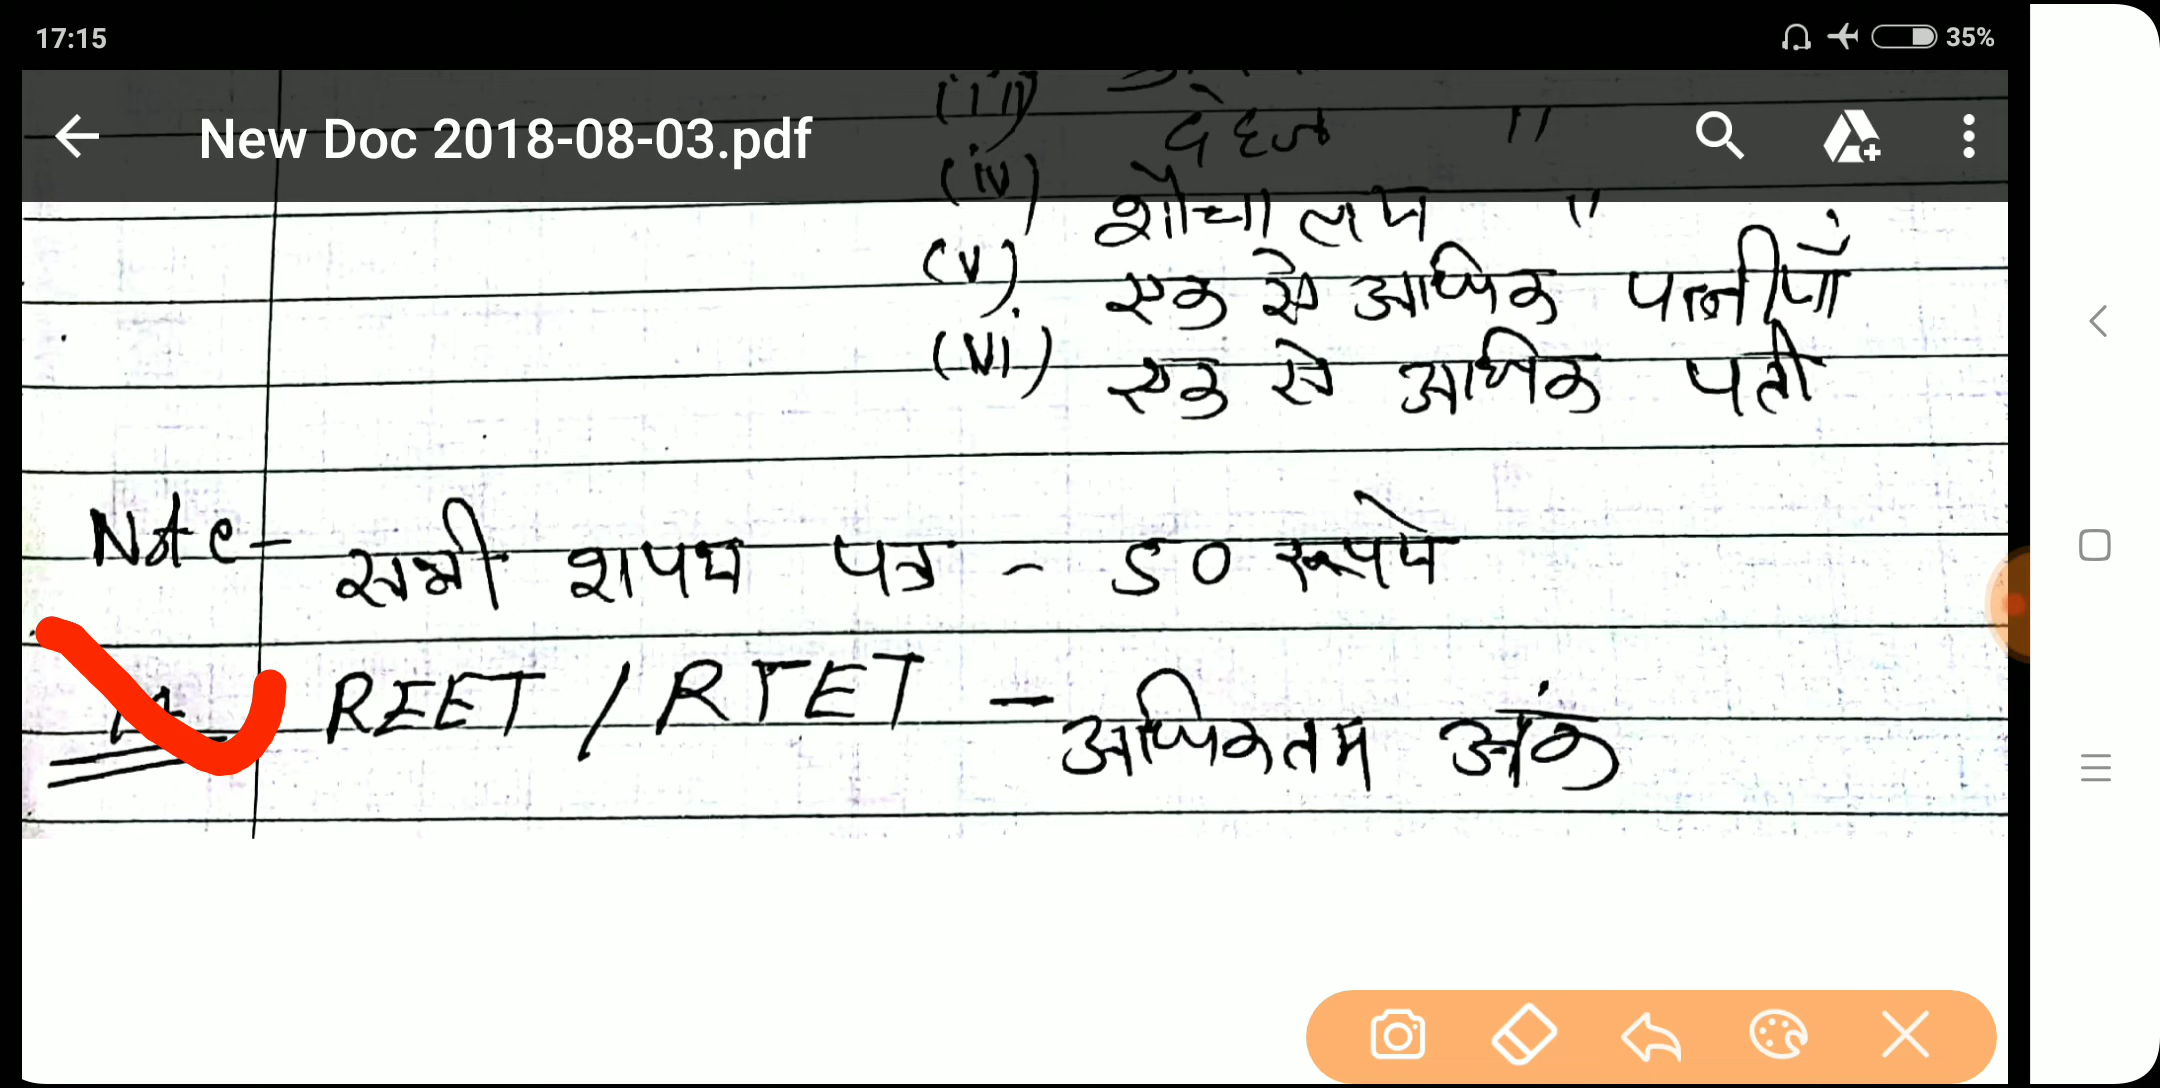 17:15 35%
New Doc 2018-08-03.pdf
(iii) देहज "
(iv) शौचालय "
(v). एक से अधिक पत्नीयाँ
(vi) एक से अधिक पती
Note - सभी शपथ पत्र - 50 रूपये
REET / RTET - अधिकतम अंक